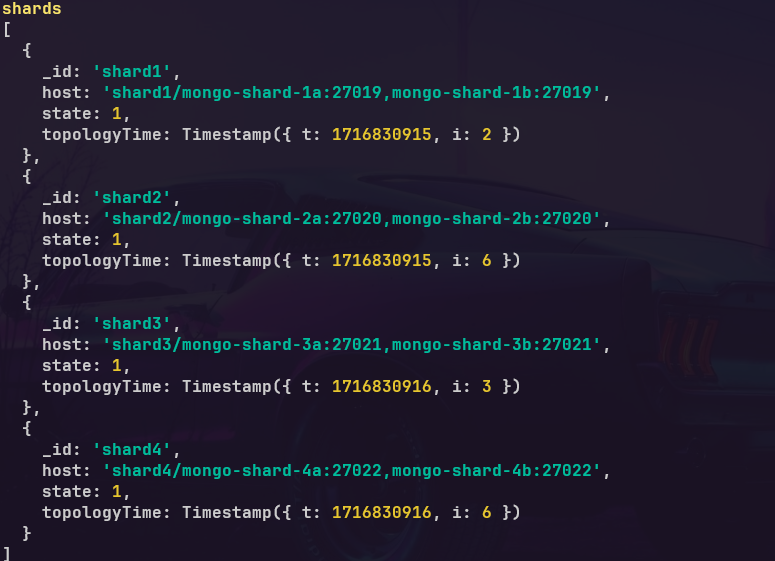 shards
[
  {
    _id: 'shard1',
    host: 'shard1/mongo-shard-1a:27019,mongo-shard-1b:27019',
    state: 1,
    topologyTime: Timestamp({ t: 1716830915, i: 2 })
  },
  {
    _id: 'shard2',
    host: 'shard2/mongo-shard-2a:27020,mongo-shard-2b:27020',
    state: 1,
    topologyTime: Timestamp({ t: 1716830915, i: 6 })
  },
  {
    _id: 'shard3',
    host: 'shard3/mongo-shard-3a:27021,mongo-shard-3b:27021',
    state: 1,
    topologyTime: Timestamp({ t: 1716830916, i: 3 })
  },
  {
    _id: 'shard4',
    host: 'shard4/mongo-shard-4a:27022,mongo-shard-4b:27022',
    state: 1,
    topologyTime: Timestamp({ t: 1716830916, i: 6 })
  }
]